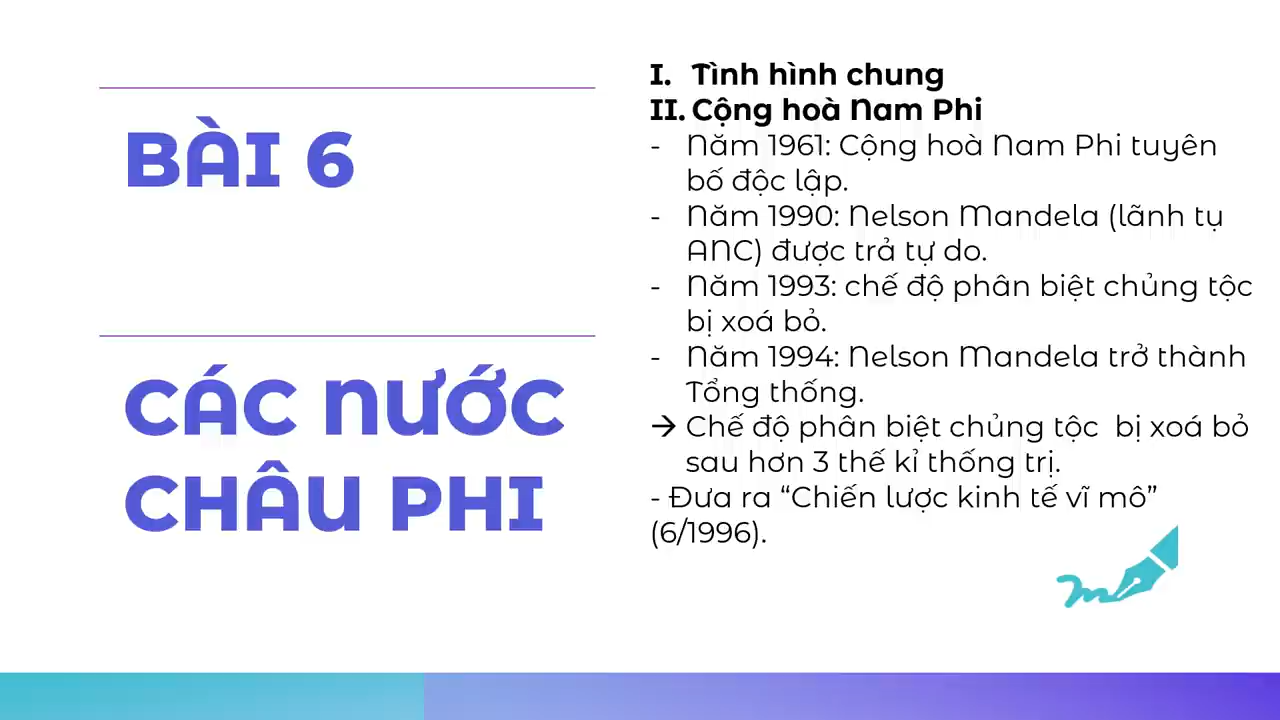 BÀI 6
CÁC NƯỚC
CHÂU PHI
I. Tình hình chung
II. Cộng hoà Nam Phi
- Năm 1961: Cộng hoà Nam Phi tuyên
bố độc lập.
- Năm 1990: Nelson Mandela (lãnh tụ
ANC) được trả tự do.
- Năm 1993: chế độ phân biệt chủng tộc
bị xoá bỏ.
- Năm 1994: Nelson Mandela trở thành
Tổng thống.
→ Chế độ phân biệt chủng tộc bị xoá bỏ
sau hơn 3 thế kỉ thống trị.
- Đưa ra “Chiến lược kinh tế vĩ mô”
(6/1996).